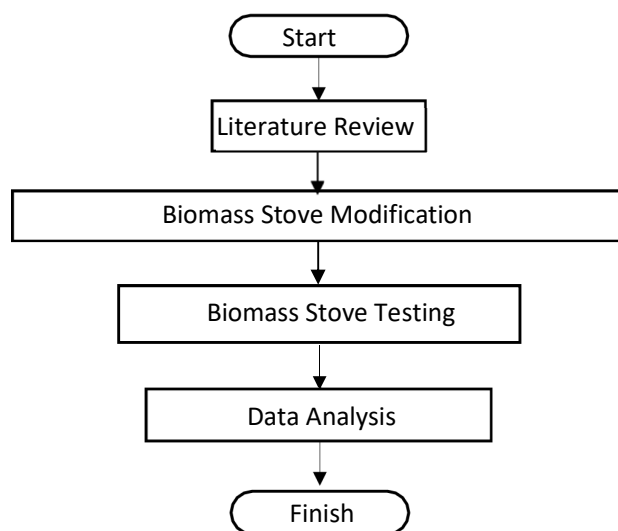 Start
Literature Review
Biomass Stove Modification
Biomass Stove Testing
Data Analysis
Finish